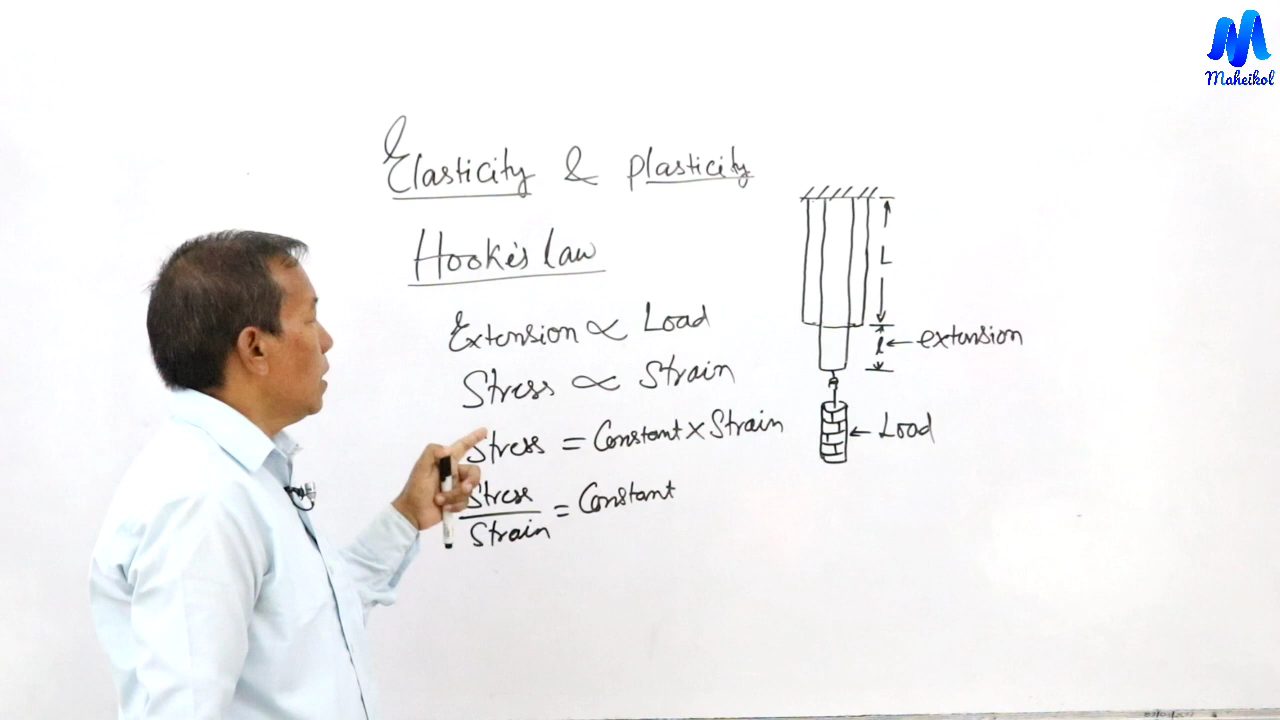 Maheikol
Elasticity & plasticity
Hooke's law
Extension ∝ Load
Stress ∝ Strain
Stress = Constant × Strain
Stress
Strain = Constant
L
l ← extension
← Load